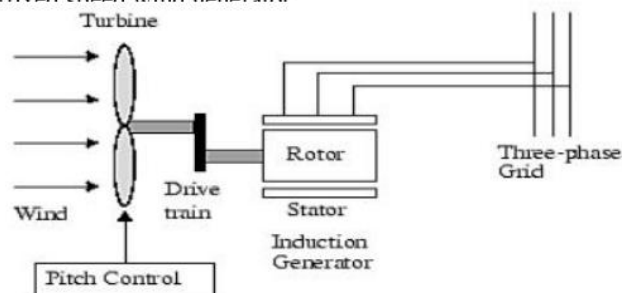 Turbine
Rotor
Three-phase
Grid
Drive
train
Wind
Stator
Induction
Generator
Pitch Control